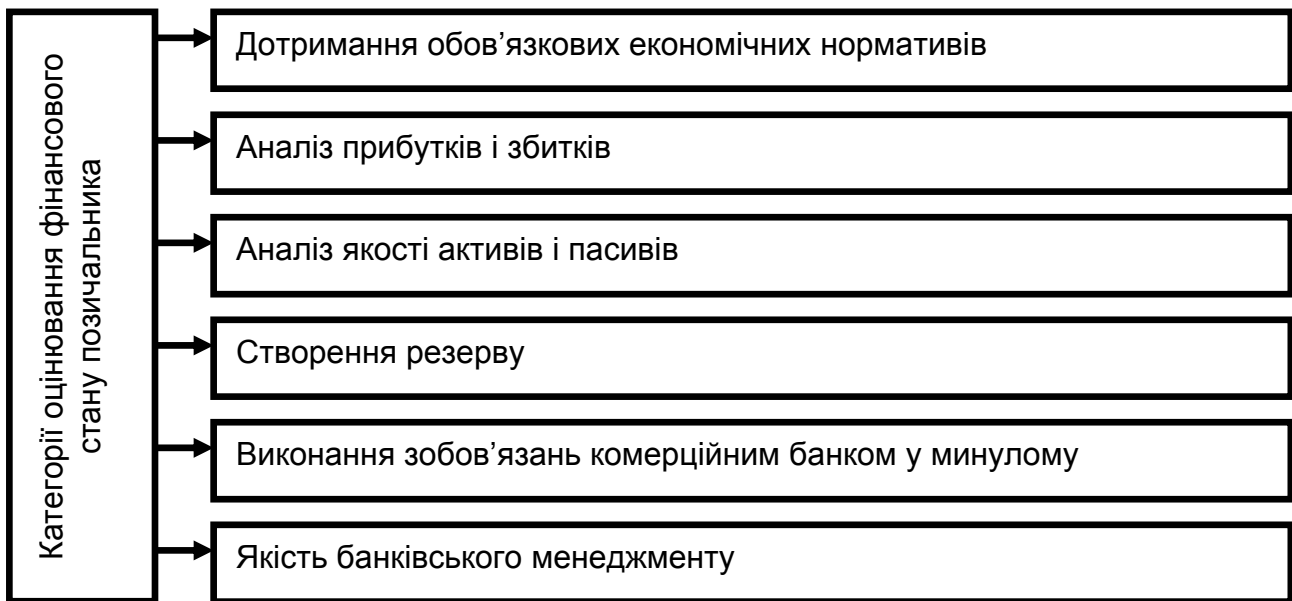 Категорії оцінювання фінансового
стану позичальника
Дотримання обов’язкових економічних нормативів
Аналіз прибутків і збитків
Аналіз якості активів і пасивів
Створення резерву
Виконання зобов’язань комерційним банком у минулому
Якість банківського менеджменту